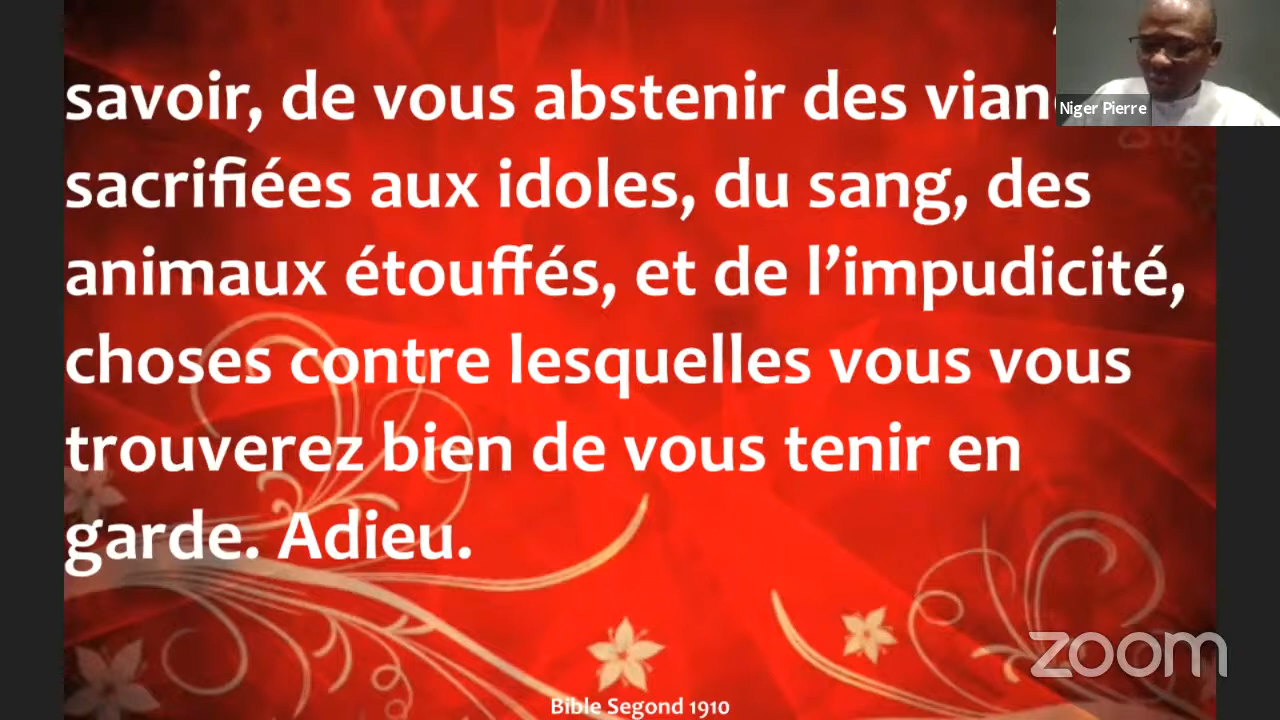 savoir, de vous abstenir des
sacrifiées aux idoles, du sang, des
animaux étouffés, et de l’impudicité,
choses contre lesquelles vous vous
trouverez bien de vous tenir en
garde. Adieu.
Bible Segond 1910
Niger Pierre
zoom